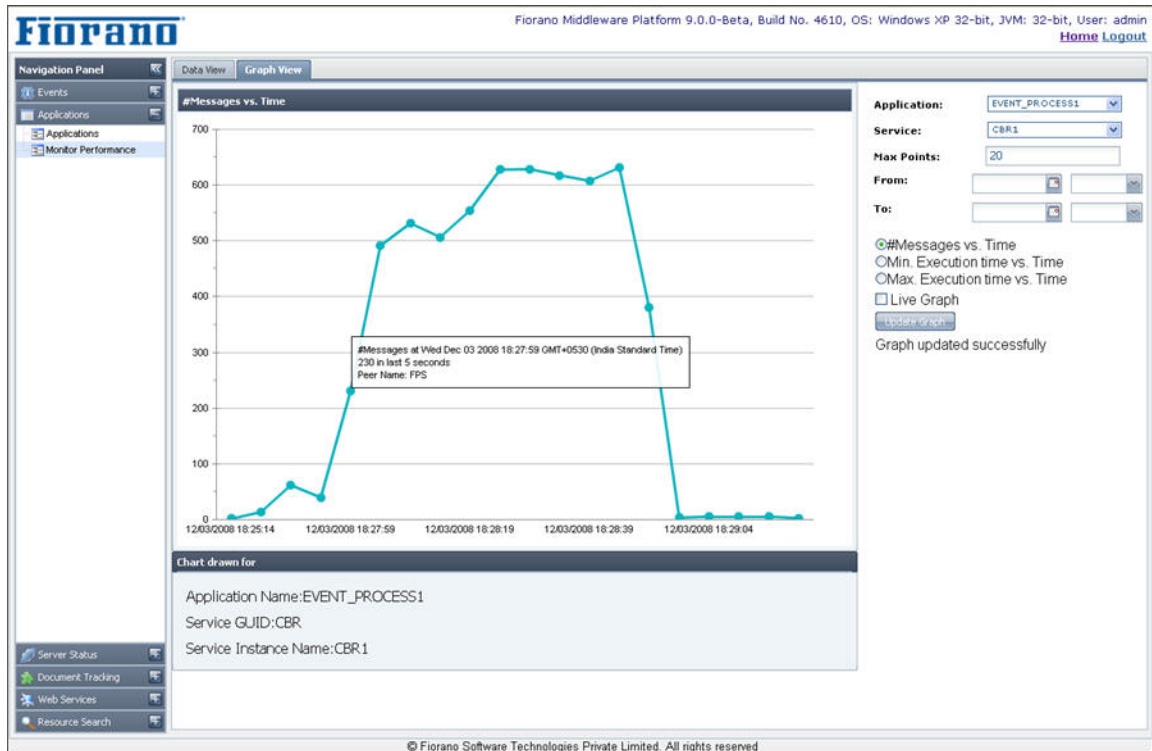 Fiorano
Fiorano Middleware Platform 9.0.0-Beta, Build No. 4610, OS: Windows XP 32-bit, JVM: 32-bit, User: admin
Home Logout
Navigation Panel
Events
Applications
Applications
Monitor Performance
Server Status
Document Tracking
Web Services
Resource Search
Data View
Graph View
#Messages vs. Time
700
600
500
400
300
200
100
0
#Messages at Wed Dec 03 2008 18:27:59 GMT+0530 (India Standard Time)
230 in last 5 seconds
Peer Name: FPS
12/03/2008 18:25:14 12/03/2008 18:27:59 12/03/2008 18:28:19 12/03/2008 18:28:39 12/03/2008 18:29:04
Chart drawn for
Application Name:EVENT_PROCESS1
Service GUID:CBR
Service Instance Name:CBR1
Application: EVENT_PROCESS1
Service: CBR1
Max Points: 20
From:
To:
#Messages vs. Time
Min. Execution time vs. Time
Max. Execution time vs. Time
Live Graph
Update Graph
Graph updated successfully
© Fiorano Software Technologies Private Limited. All rights reserved